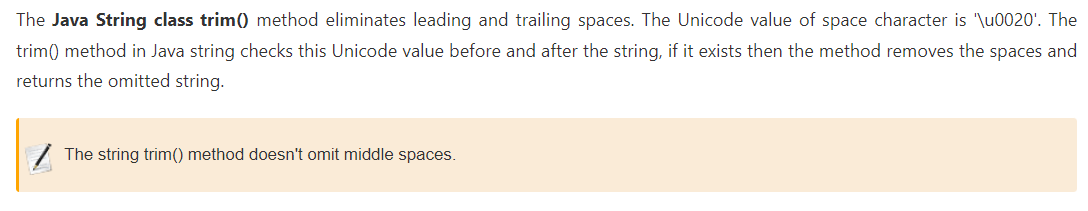 The Java String class trim() method eliminates leading and trailing spaces. The Unicode value of space character is '\u0020'. The
trim() method in Java string checks this Unicode value before and after the string, if it exists then the method removes the spaces and
returns the omitted string.
The string trim() method doesn't omit middle spaces.